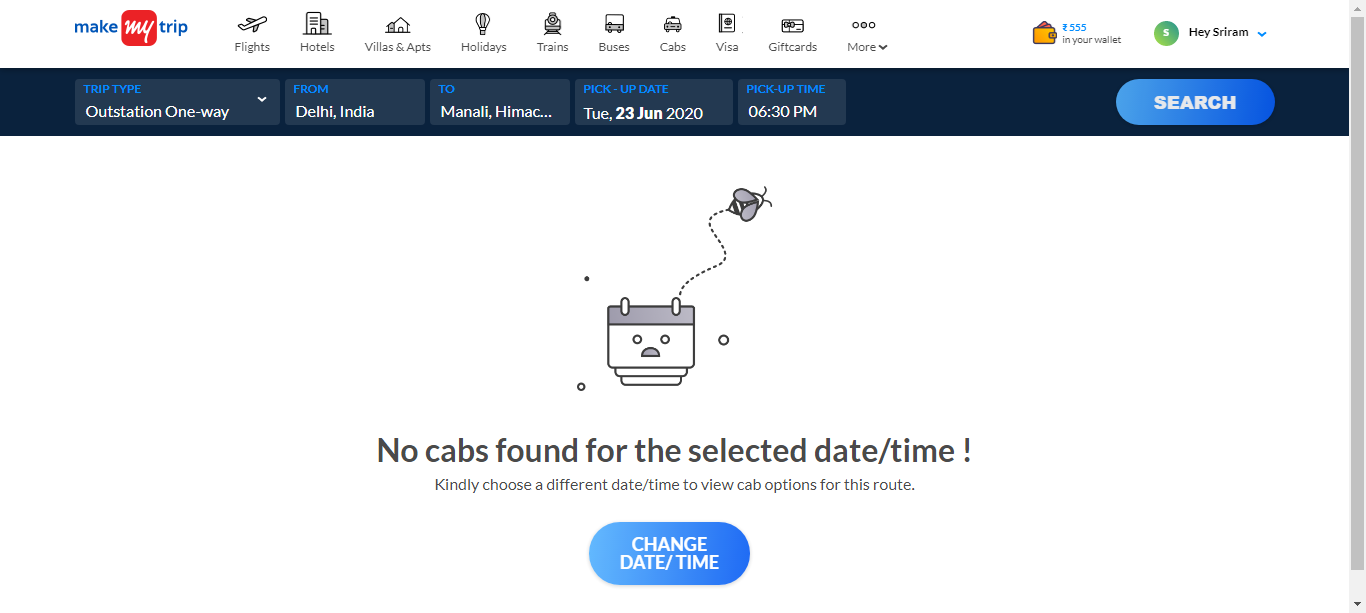 make my trip
Flights
Hotels
Villas & Apts
Holidays
Trains
Buses
Cabs
Visa
Giftcards
More
₹ 555
in your wallet
S
Hey Sriram
TRIP TYPE
Outstation One-way
FROM
Delhi, India
TO
Manali, Himac...
PICK - UP DATE
Tue, 23 Jun 2020
PICK-UP TIME
06:30 PM
SEARCH
No cabs found for the selected date/time !
Kindly choose a different date/time to view cab options for this route.
CHANGE
DATE/ TIME